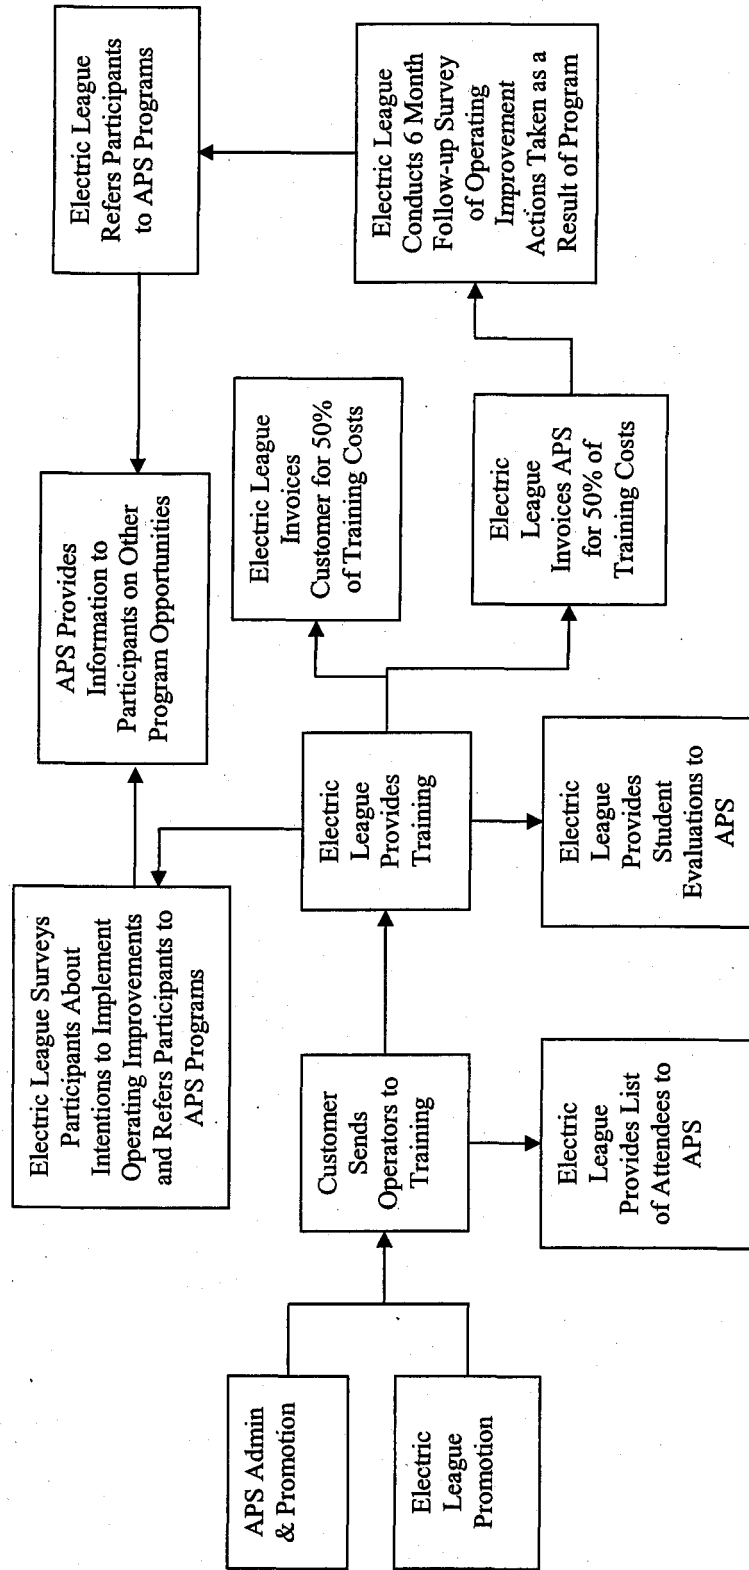 APS Admin
& Promotion
Electric
League
Promotion
Customer
Sends
Operators to
Training
Electric
League
Provides List
of Attendees to
APS
Electric League Surveys
Participants About
Intentions to Implement
Operating Improvements
and Refers Participants to
APS Programs
Electric
League
Provides
Training
Electric
League
Provides
Student
Evaluations to
APS
APS Provides
Information to
Participants on Other
Program Opportunities
Electric League
Invoices
Customer for 50%
of Training Costs
Electric
League
Invoices APS
for 50% of
Training Costs
Electric League
Refers Participants
to APS Programs
Electric League
Conducts 6 Month
Follow-up Survey
of Operating
Improvement
Actions Taken as a
Result of Program